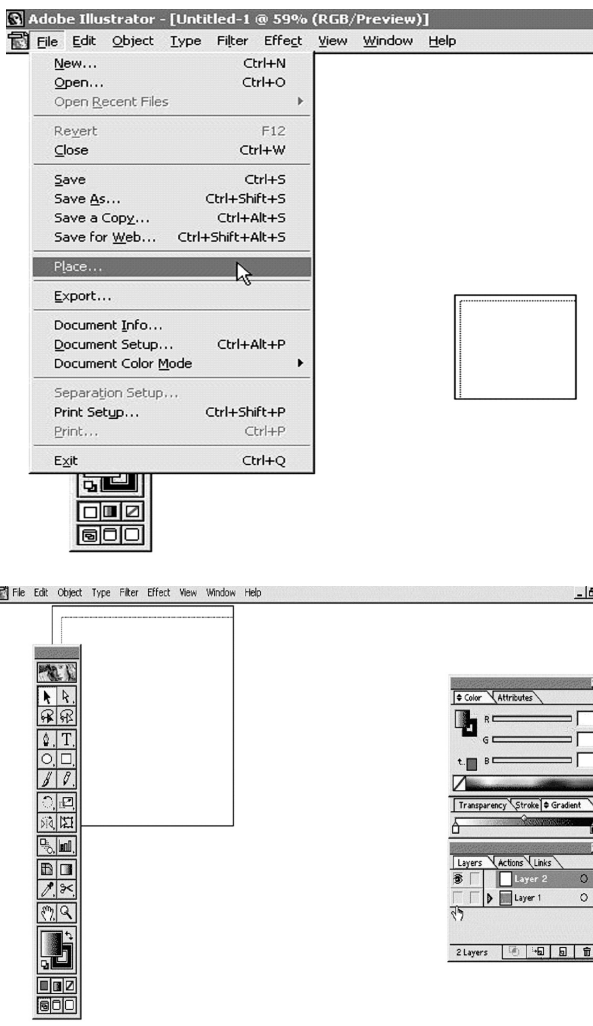 Adobe Illustrator - [Untitled-1 @ 59% (RGB/Preview)]
File Edit Object Type Filter Effect View Window Help
New... Ctrl+N
Open... Ctrl+O
Open Recent Files
Revert F12
Close Ctrl+W
Save Ctrl+S
Save As... Ctrl+Shift+S
Save a Copy... Ctrl+Alt+S
Save for Web... Ctrl+Shift+Alt+S
Place...
Export...
Document Info...
Document Setup... Ctrl+Alt+P
Document Color Mode
Separation Setup...
Print Setup... Ctrl+Shift+P
Print... Ctrl+P
Exit Ctrl+Q
File Edit Object Type Filter Effect View Window Help
Color Attributes
R
G
B
T
Transparency Stroke Gradient
Layers Actions Links
Layer 2
Layer 1
2 Layers